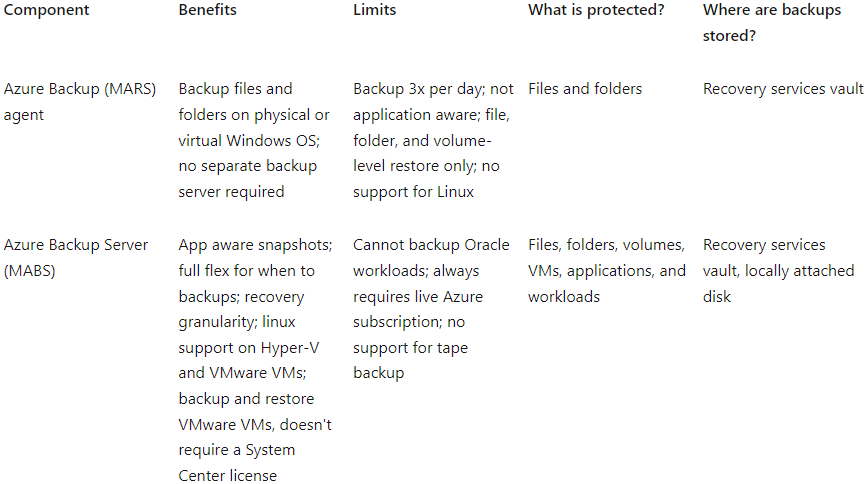 Component
Benefits
Limits
What is protected?
Where are backups
stored?
Azure Backup (MARS)
agent
Backup files and
folders on physical or
virtual Windows OS;
no separate backup
server required
Backup 3x per day; not
application aware; file,
folder, and volume-
level restore only; no
support for Linux
Files and folders
Recovery services vault
Azure Backup Server
(MABS)
App aware snapshots;
full flex for when to
backups; recovery
granularity; linux
support on Hyper-V
and VMware VMs;
backup and restore
VMware VMs, doesn't
require a System
Center license
Cannot backup Oracle
workloads; always
requires live Azure
subscription; no
support for tape
backup
Files, folders, volumes,
VMs, applications, and
workloads
Recovery services
vault, locally attached
disk